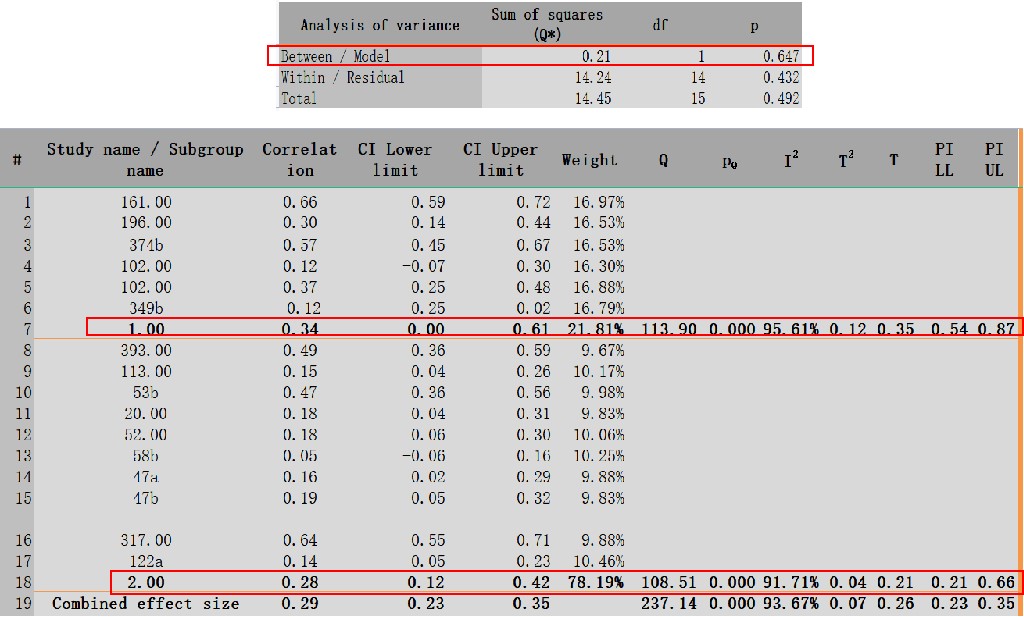 Analysis of variance Sum of squares (Q*) df p
Between / Model 0.21 1 0.647
Within / Residual 14.24 14 0.432
Total 14.45 15 0.492
# Study name / Subgroup name Correlation CI Lower limit CI Upper limit Weight Q pQ I² T² T PI LL PI UL
1 161.00 0.66 0.59 0.72 16.97%
2 196.00 0.30 0.14 0.44 16.53%
3 374b 0.57 0.45 0.67 16.53%
4 102.00 0.12 -0.07 0.30 16.30%
5 102.00 0.37 0.25 0.48 16.88%
6 349b 0.12 0.25 0.02 16.79%
7 1.00 0.34 0.00 0.61 21.81% 113.90 0.000 95.61% 0.12 0.35 0.54 0.87
8 393.00 0.49 0.36 0.59 9.67%
9 113.00 0.15 0.04 0.26 10.17%
10 53b 0.47 0.36 0.56 9.98%
11 20.00 0.18 0.04 0.31 9.83%
12 52.00 0.18 0.06 0.30 10.06%
13 58b 0.05 -0.06 0.16 10.25%
14 47a 0.16 0.02 0.29 9.88%
15 47b 0.19 0.05 0.32 9.83%
16 317.00 0.64 0.55 0.71 9.88%
17 122a 0.14 0.05 0.23 10.46%
18 2.00 0.28 0.12 0.42 78.19% 108.51 0.000 91.71% 0.04 0.21 0.21 0.66
19 Combined effect size 0.29 0.23 0.35 237.14 0.000 93.67% 0.07 0.26 0.23 0.35